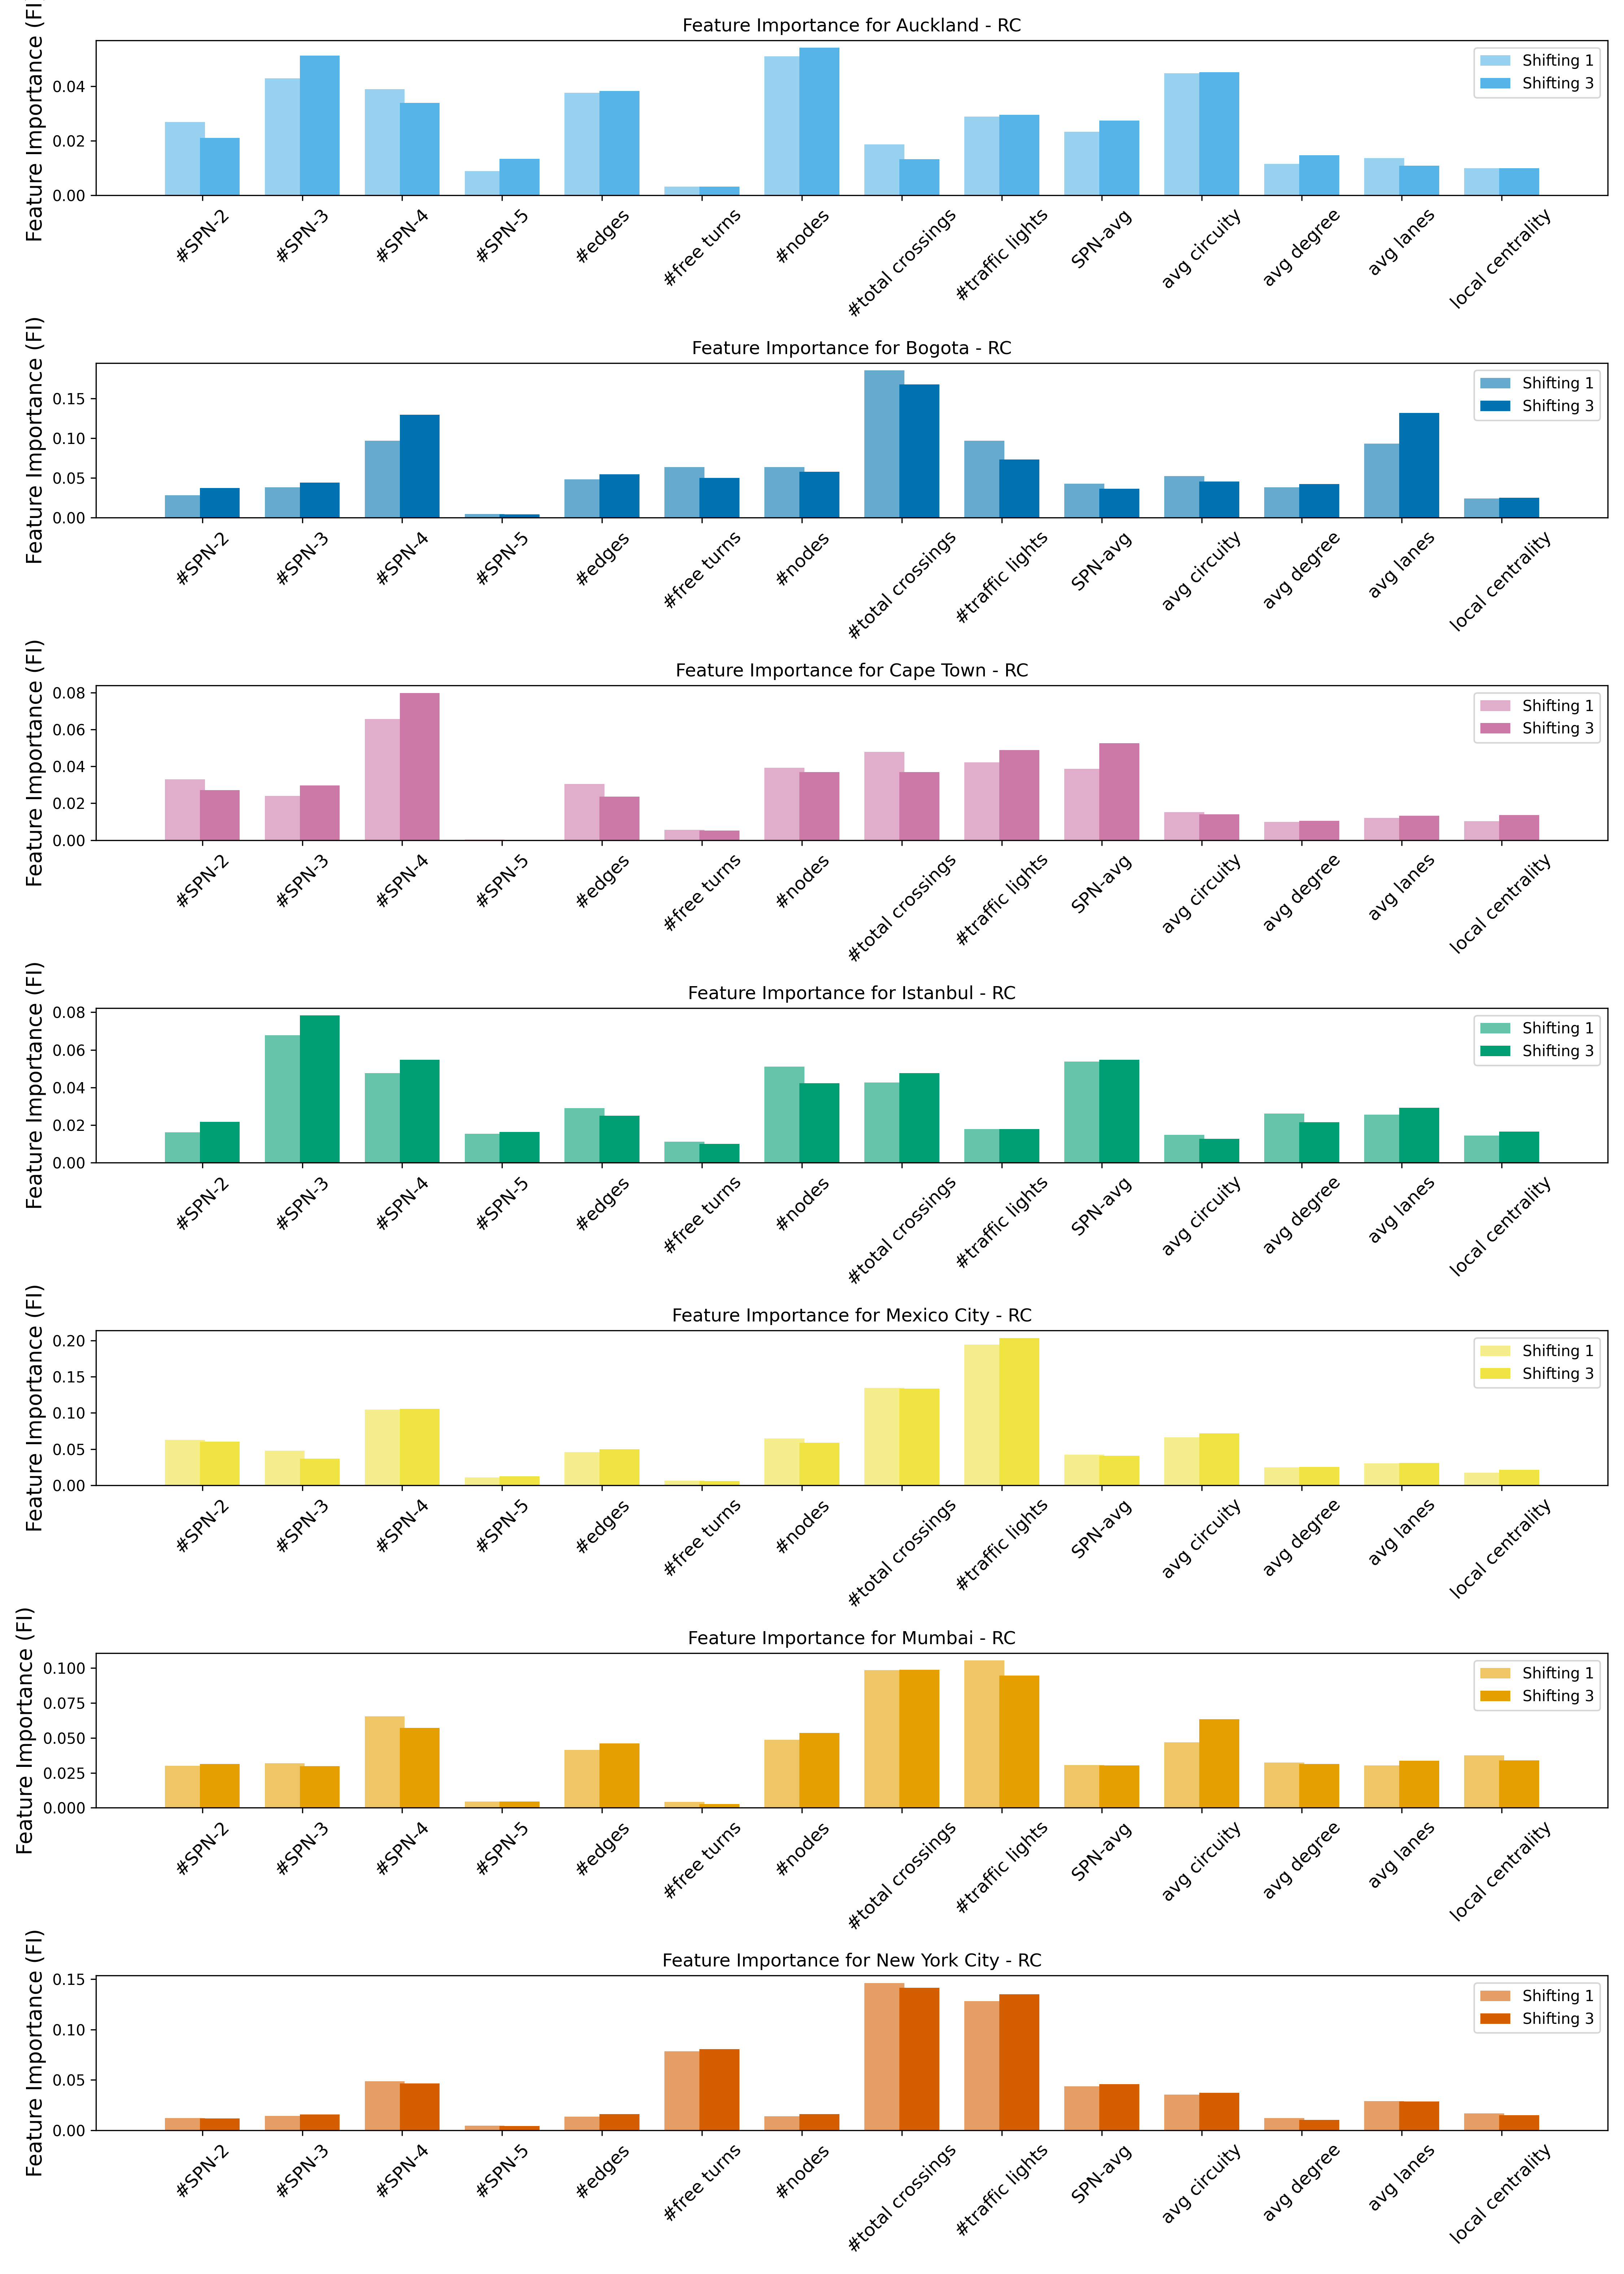 Feature Importance for Auckland - RC
Feature Importance (FI
0.04
0.02
0.00
Shifting 1
Shifting 3
#SPN-2
#SPN-3
#SPN-4
#SPN-5
#edges
#free turns
#nodes
#total crossings
#traffic lights
SPN-avg
avg circuity
avg degree
avg lanes
local centrality
Feature Importance for Bogota - RC
Feature Importance (FI)
0.15
0.10
0.05
0.00
Shifting 1
Shifting 3
#SPN-2
#SPN-3
#SPN-4
#SPN-5
#edges
#free turns
#nodes
#total crossings
#traffic lights
SPN-avg
avg circuity
avg degree
avg lanes
local centrality
Feature Importance for Cape Town - RC
Feature Importance (FI)
0.08
0.06
0.04
0.02
0.00
Shifting 1
Shifting 3
#SPN-2
#SPN-3
#SPN-4
#SPN-5
#edges
#free turns
#nodes
#total crossings
#traffic lights
SPN-avg
avg circuity
avg degree
avg lanes
local centrality
Feature Importance for Istanbul - RC
Feature Importance (FI)
0.08
0.06
0.04
0.02
0.00
Shifting 1
Shifting 3
#SPN-2
#SPN-3
#SPN-4
#SPN-5
#edges
#free turns
#nodes
#total crossings
#traffic lights
SPN-avg
avg circuity
avg degree
avg lanes
local centrality
Feature Importance for Mexico City - RC
Feature Importance (FI)
0.20
0.15
0.10
0.05
0.00
Shifting 1
Shifting 3
#SPN-2
#SPN-3
#SPN-4
#SPN-5
#edges
#free turns
#nodes
#total crossings
#traffic lights
SPN-avg
avg circuity
avg degree
avg lanes
local centrality
Feature Importance for Mumbai - RC
Feature Importance (FI)
0.100
0.075
0.050
0.025
0.000
Shifting 1
Shifting 3
#SPN-2
#SPN-3
#SPN-4
#SPN-5
#edges
#free turns
#nodes
#total crossings
#traffic lights
SPN-avg
avg circuity
avg degree
avg lanes
local centrality
Feature Importance for New York City - RC
Feature Importance (FI)
0.15
0.10
0.05
0.00
Shifting 1
Shifting 3
#SPN-2
#SPN-3
#SPN-4
#SPN-5
#edges
#free turns
#nodes
#total crossings
#traffic lights
SPN-avg
avg circuity
avg degree
avg lanes
local centrality